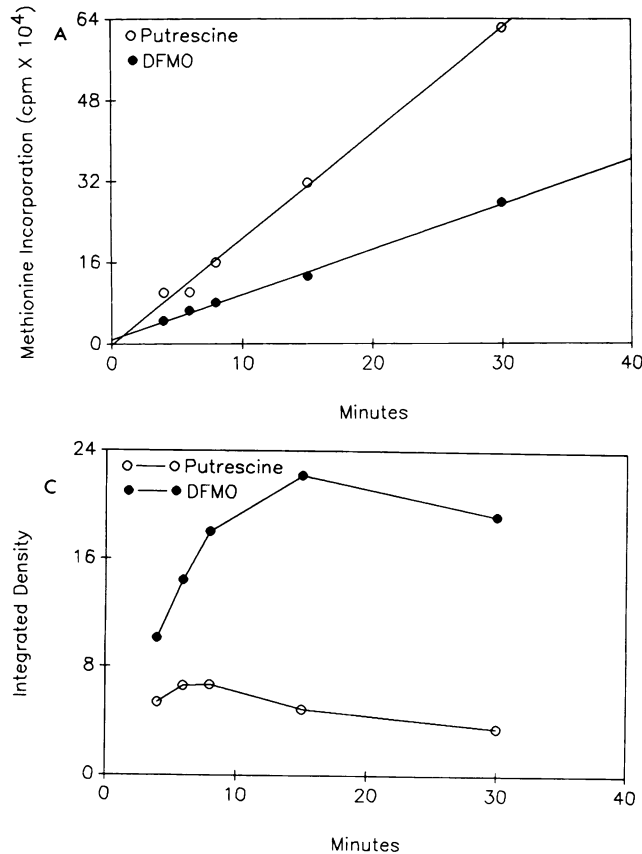 A
Putrescine
DFMO
Methionine Incorporation (cpm X 10⁴)
64
48
32
16
0
0 10 20 30 40
Minutes
C
Putrescine
DFMO
Integrated Density
24
16
8
0
0 10 20 30 40
Minutes